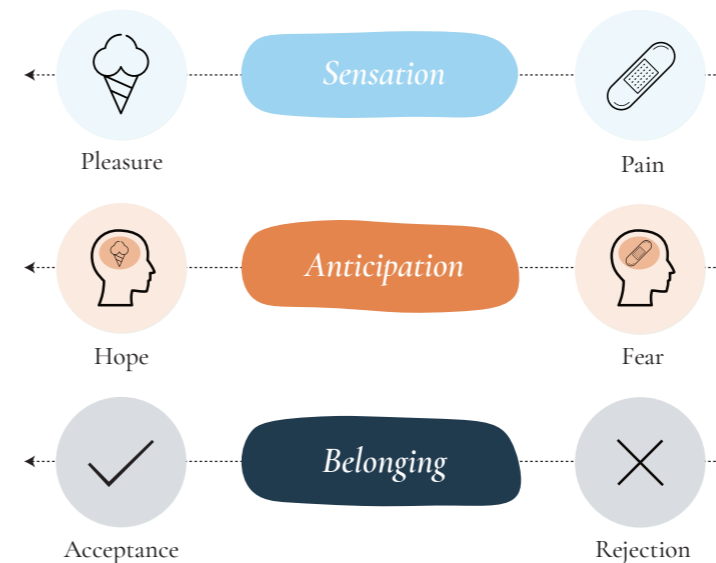 Sensation
Pleasure
Pain
Anticipation
Hope
Fear
Belonging
Acceptance
Rejection